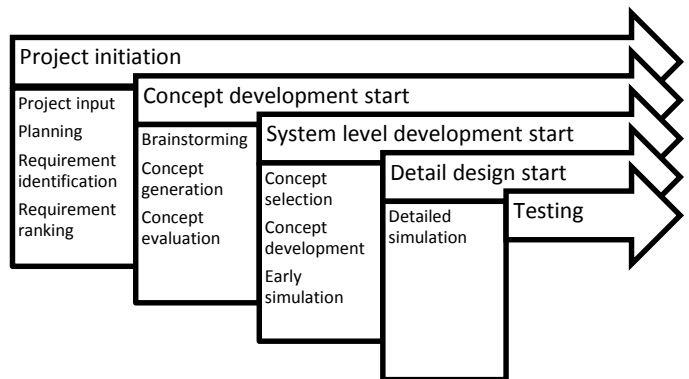 Project initiation
Project input
Planning
Requirement
identification
Requirement
ranking
Concept development start
Brainstorming
Concept
generation
Concept
evaluation
System level development start
Concept
selection
Concept
development
Early
simulation
Detail design start
Detailed
simulation
Testing